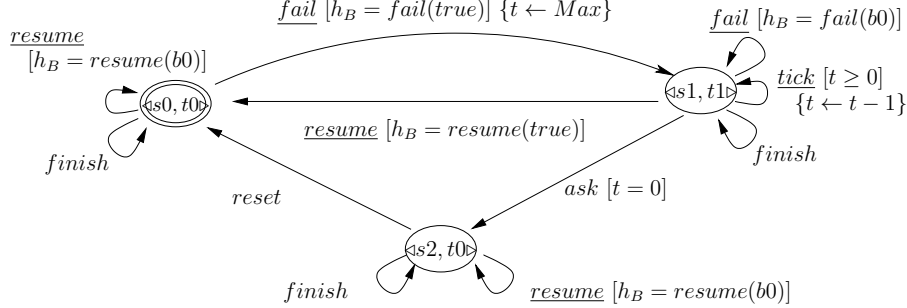 fail [h_B = fail(true)] {t ← Max}
resume
[h_B = resume(b0)]
fail [h_B = fail(b0)]
tick [t ≥ 0]
{t ← t − 1}
◁s0, t0▷
◁s1, t1▷
resume [h_B = resume(true)]
finish
finish
ask [t = 0]
reset
◁s2, t0▷
finish
resume [h_B = resume(b0)]